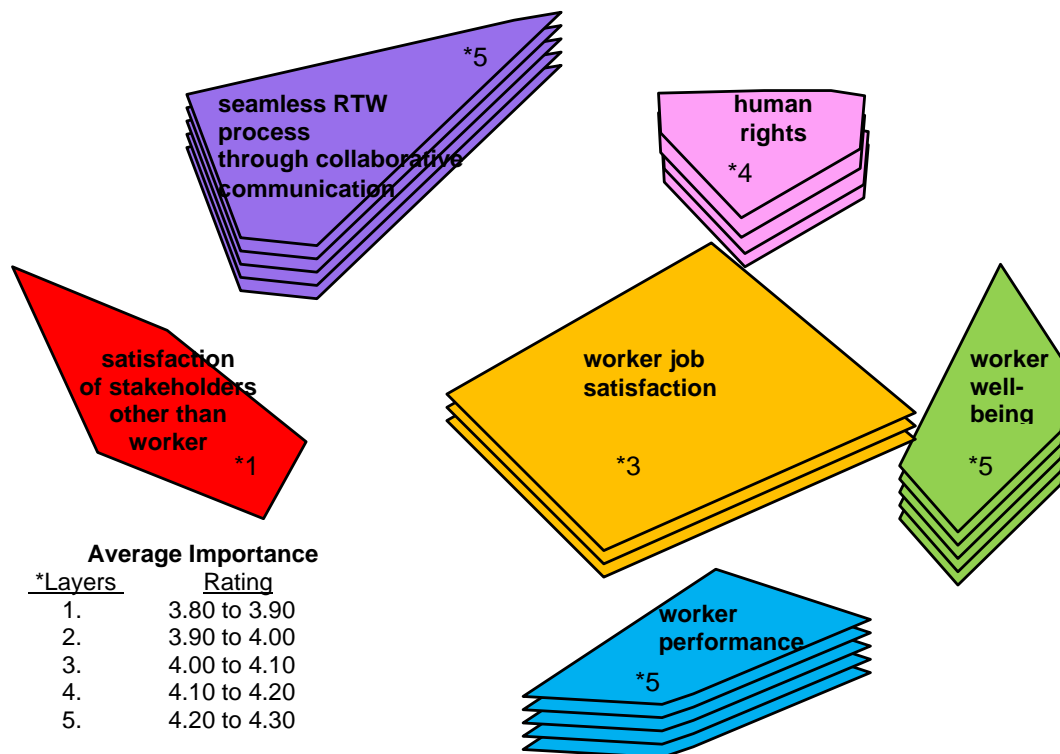 *5
seamless RTW
process
through collaborative
communication
human
rights
*4
satisfaction
of stakeholders
other than
worker
*1
worker job
satisfaction
*3
worker
well-
being
*5
Average Importance
*Layers Rating
1. 3.80 to 3.90
2. 3.90 to 4.00
3. 4.00 to 4.10
4. 4.10 to 4.20
5. 4.20 to 4.30
worker
performance
*5